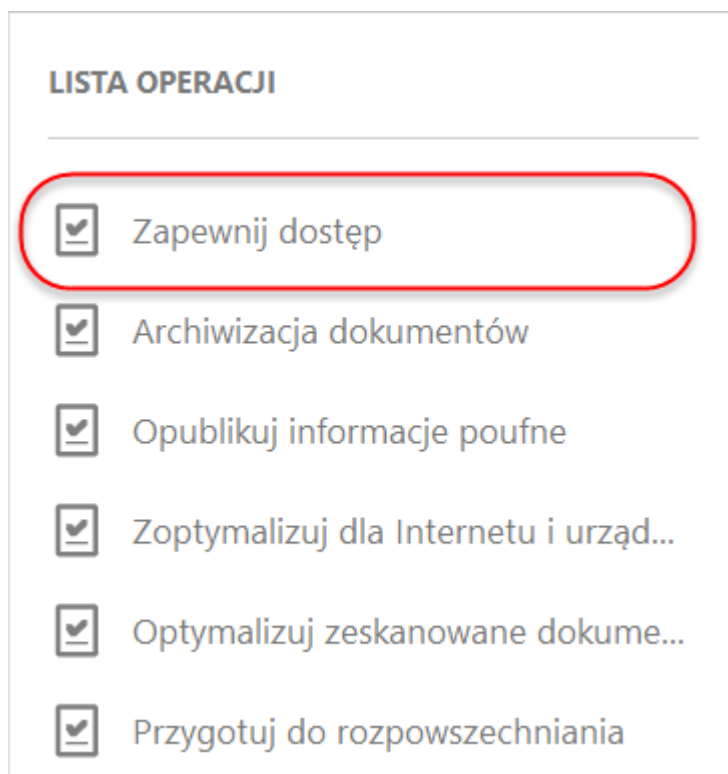 LISTA OPERACJI
Zapewnij dostęp
Archiwizacja dokumentów
Opublikuj informacje poufne
Zoptymalizuj dla Internetu i urząd...
Optymalizuj zeskanowane dokume...
Przygotuj do rozpowszechniania